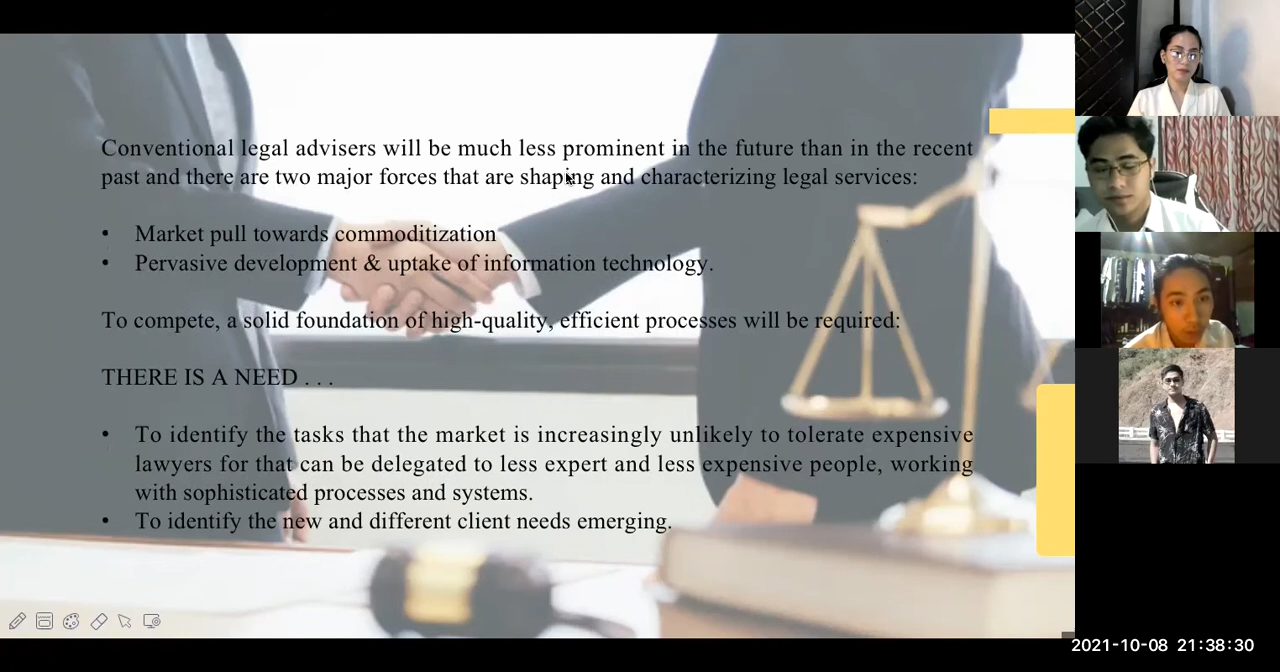 Conventional legal advisers will be much less prominent in the future than in the recent
past and there are two major forces that are shaping and characterizing legal services:
• Market pull towards commoditization
• Pervasive development & uptake of information technology.
To compete, a solid foundation of high-quality, efficient processes will be required:
THERE IS A NEED . . .
• To identify the tasks that the market is increasingly unlikely to tolerate expensive
lawyers for that can be delegated to less expert and less expensive people, working
with sophisticated processes and systems.
• To identify the new and different client needs emerging.
2021-10-08 21:38:30